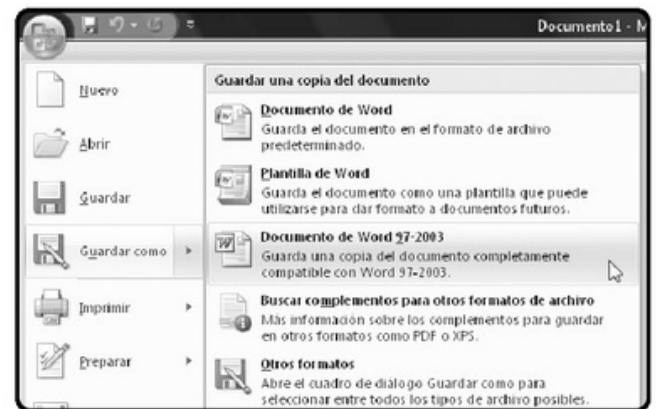 Documento1 - M
Nuevo
Abrir
Guardar
Guardar como
Imprimir
Preparar
Guardar una copia del documento
Documento de Word
Guarda el documento en el formato de archivo
predeterminado.
Plantilla de Word
Guarda el documento como una plantilla que puede
utilizarse para dar formato a documentos futuros.
Documento de Word 97-2003
Guarda una copia del documento completamente
compatible con Word 97-2003.
Buscar complementos para otros formatos de archivo
Más información sobre los complementos para guardar
en otros formatos como PDF o XPS.
Otros formatos
Abre el cuadro de diálogo Guardar como para
seleccionar entre todos los tipos de archivo posibles.